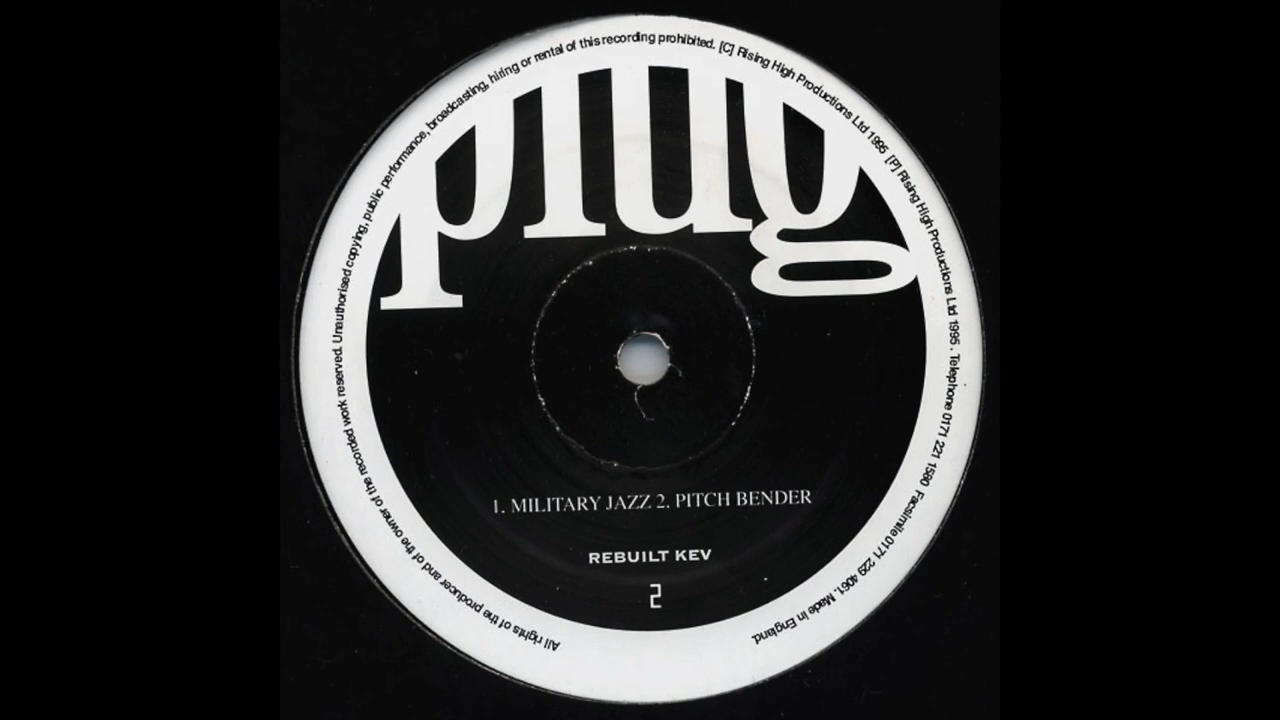 plug
1. MILITARY JAZZ 2. PITCH BENDER
REBUILT KEV
2
All rights of the producer and of the owner of the recorded work reserved. Unauthorised copying, public performance, broadcasting, hiring or rental of this recording prohibited. [C] Rising High Productions Ltd 1995 [P] Rising High Productions Ltd 1995 . Telephone 0171 221 1580 Facsimile 0171 229 4061. Made in England.